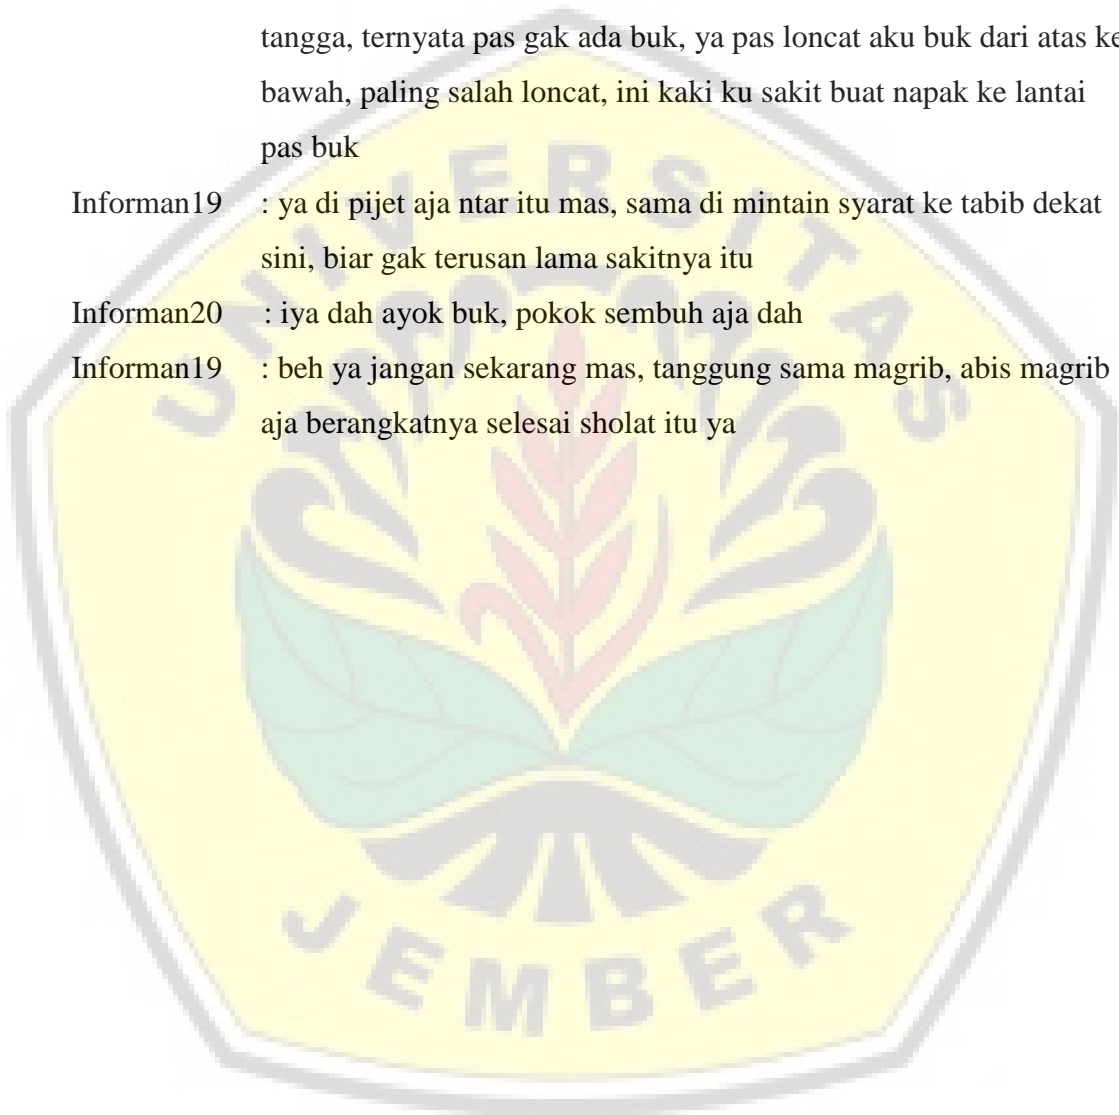 tangga, ternyata pas gak ada buk, ya pas loncat aku buk dari atas ke
bawah, paling salah loncat, ini kaki ku sakit buat napak ke lantai
pas buk
Informan19 : ya di pijet aja ntar itu mas, sama di mintain syarat ke tabib dekat
sini, biar gak terusan lama sakitnya itu
Informan20 : iya dah ayok buk, pokok sembuh aja dah
Informan19 : beh ya jangan sekarang mas, tanggung sama magrib, abis magrib
aja berangkatnya selesai sholat itu ya
UNIVERSITAS
JEMBER